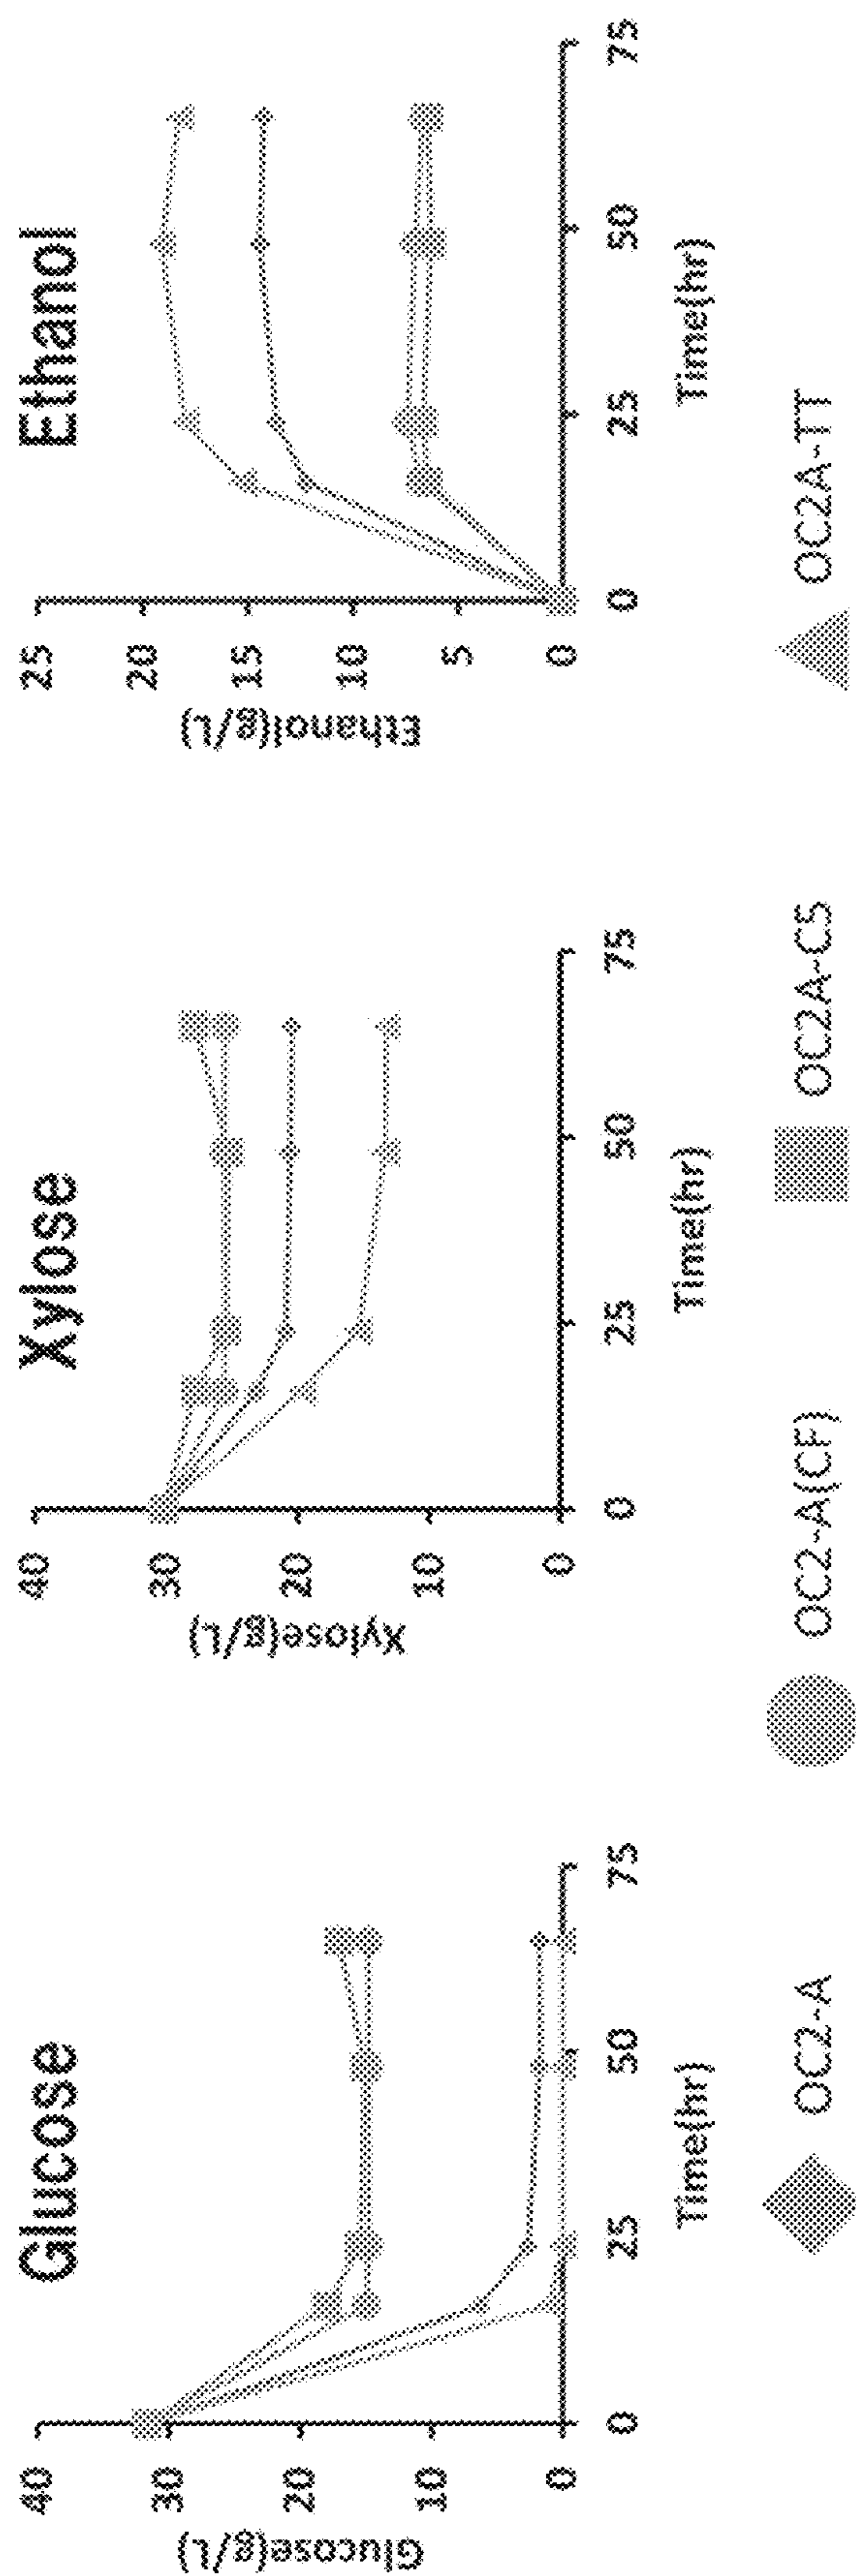 Glucose
Glucose(g/L)
40
30
20
10
0
0 25 50 75
Time(hr)
Xylose
Xylose(g/L)
40
30
20
10
0
0 25 50 75
Time(hr)
Ethanol
Ethanol(g/L)
25
20
15
10
5
0
0 25 50 75
Time(hr)
OC2-A OC2-A(CF) OC2A-C5 OC2A-TT